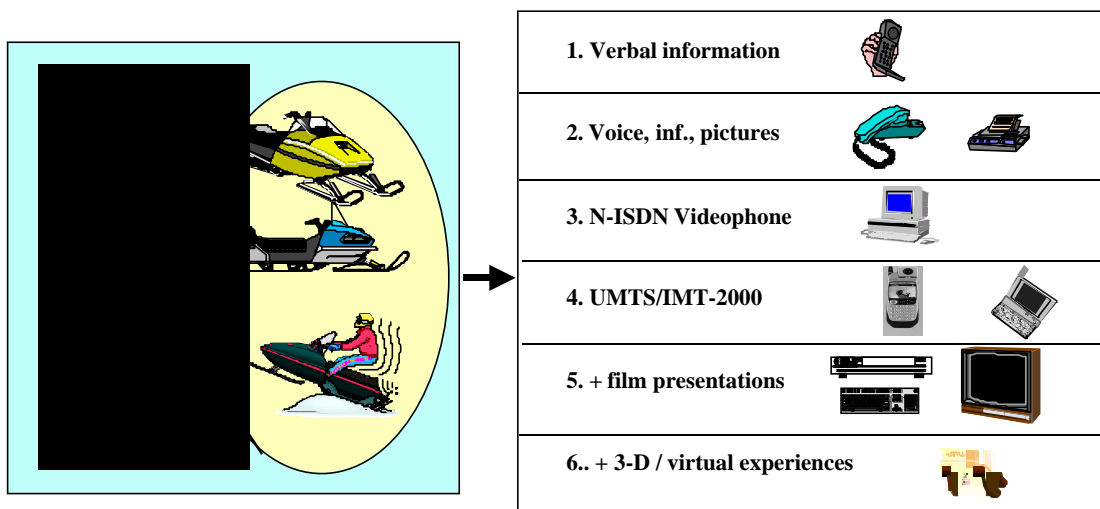 1. Verbal information
2. Voice, inf., pictures
3. N-ISDN Videophone
4. UMTS/IMT-2000
5. + film presentations
6.. + 3-D / virtual experiences